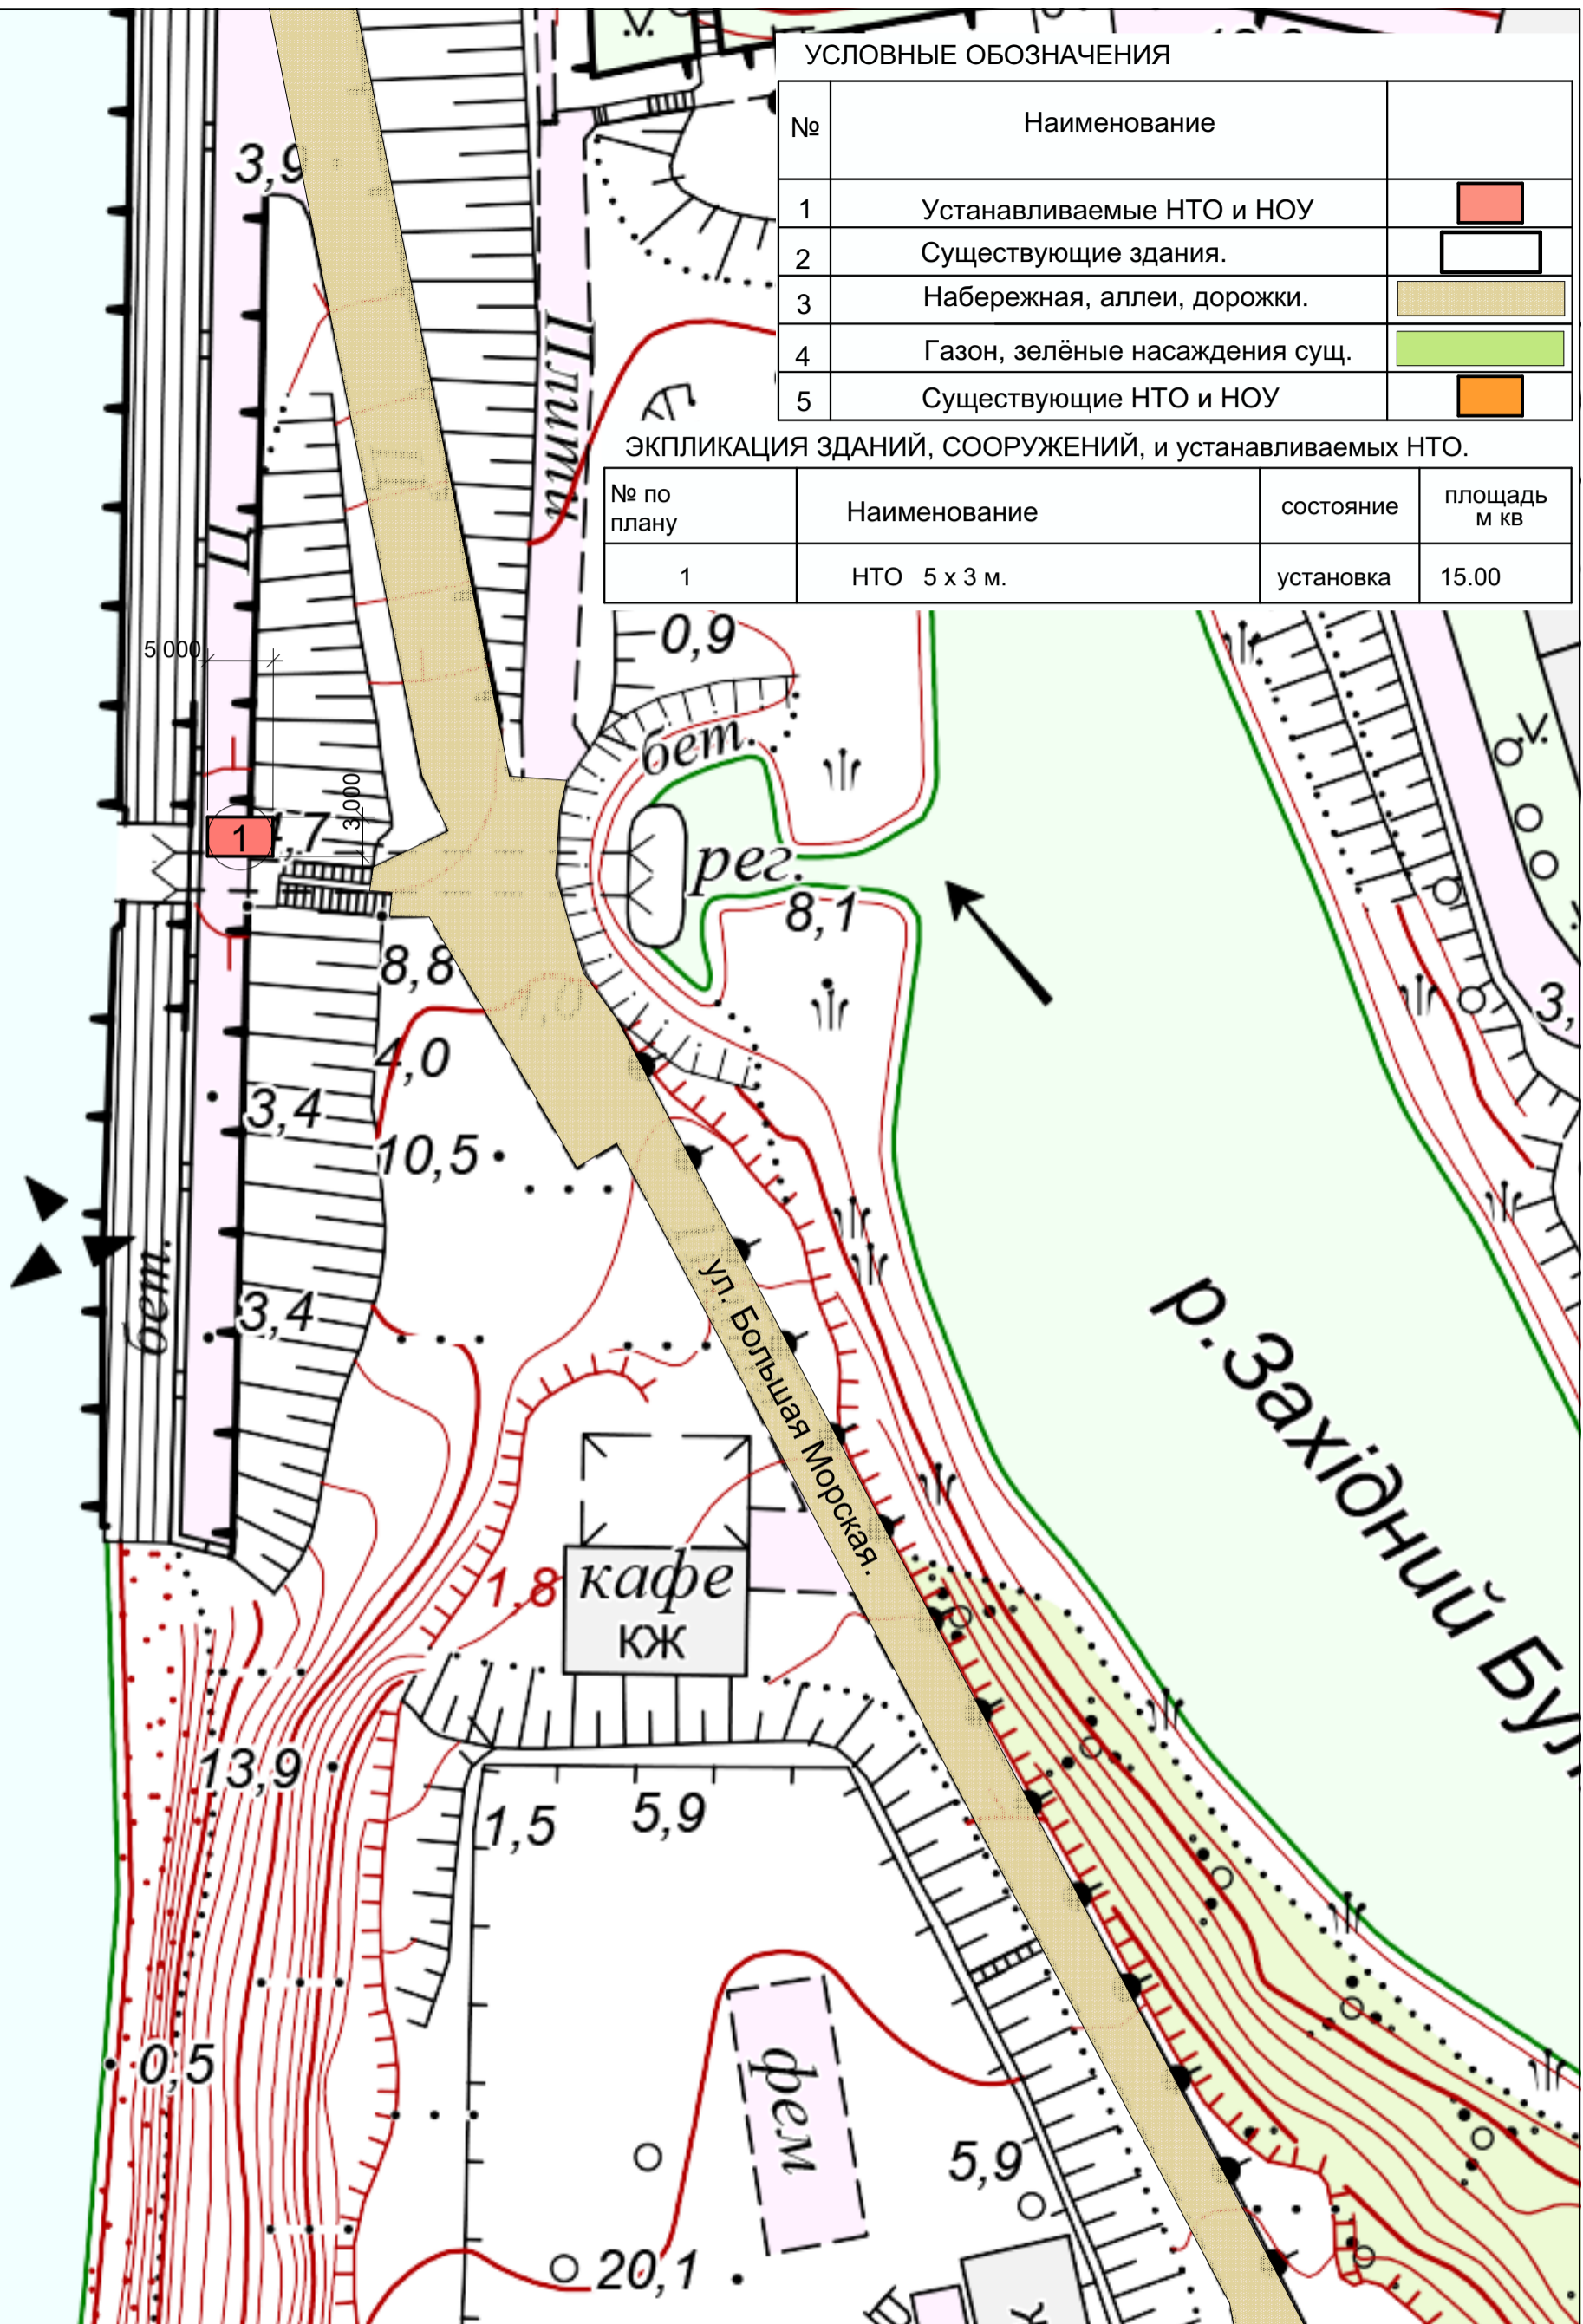 УСЛОВНЫЕ ОБОЗНАЧЕНИЯ
№ Наименование
1 Устанавливаемые НТО и НОУ
2 Существующие здания.
3 Набережная, аллеи, дорожки.
4 Газон, зелёные насаждения сущ.
5 Существующие НТО и НОУ
ЭКПЛИКАЦИЯ ЗДАНИЙ, СООРУЖЕНИЙ, и устанавливаемых НТО.
№ по плану Наименование состояние площадь м кв
1 НТО 5 х 3 м. установка 15.00
3,9
Плити
0,9
5 000
бет.
3 000
1
,7
рег.
8,1
8,8
3,
4,0
3,4
10,5
бет.
3,4
ул. Большая Морская.
р.Західний Бул
1,8
кафе
КЖ
13,9
1,5
5,9
0,5
фем
5,9
20,1